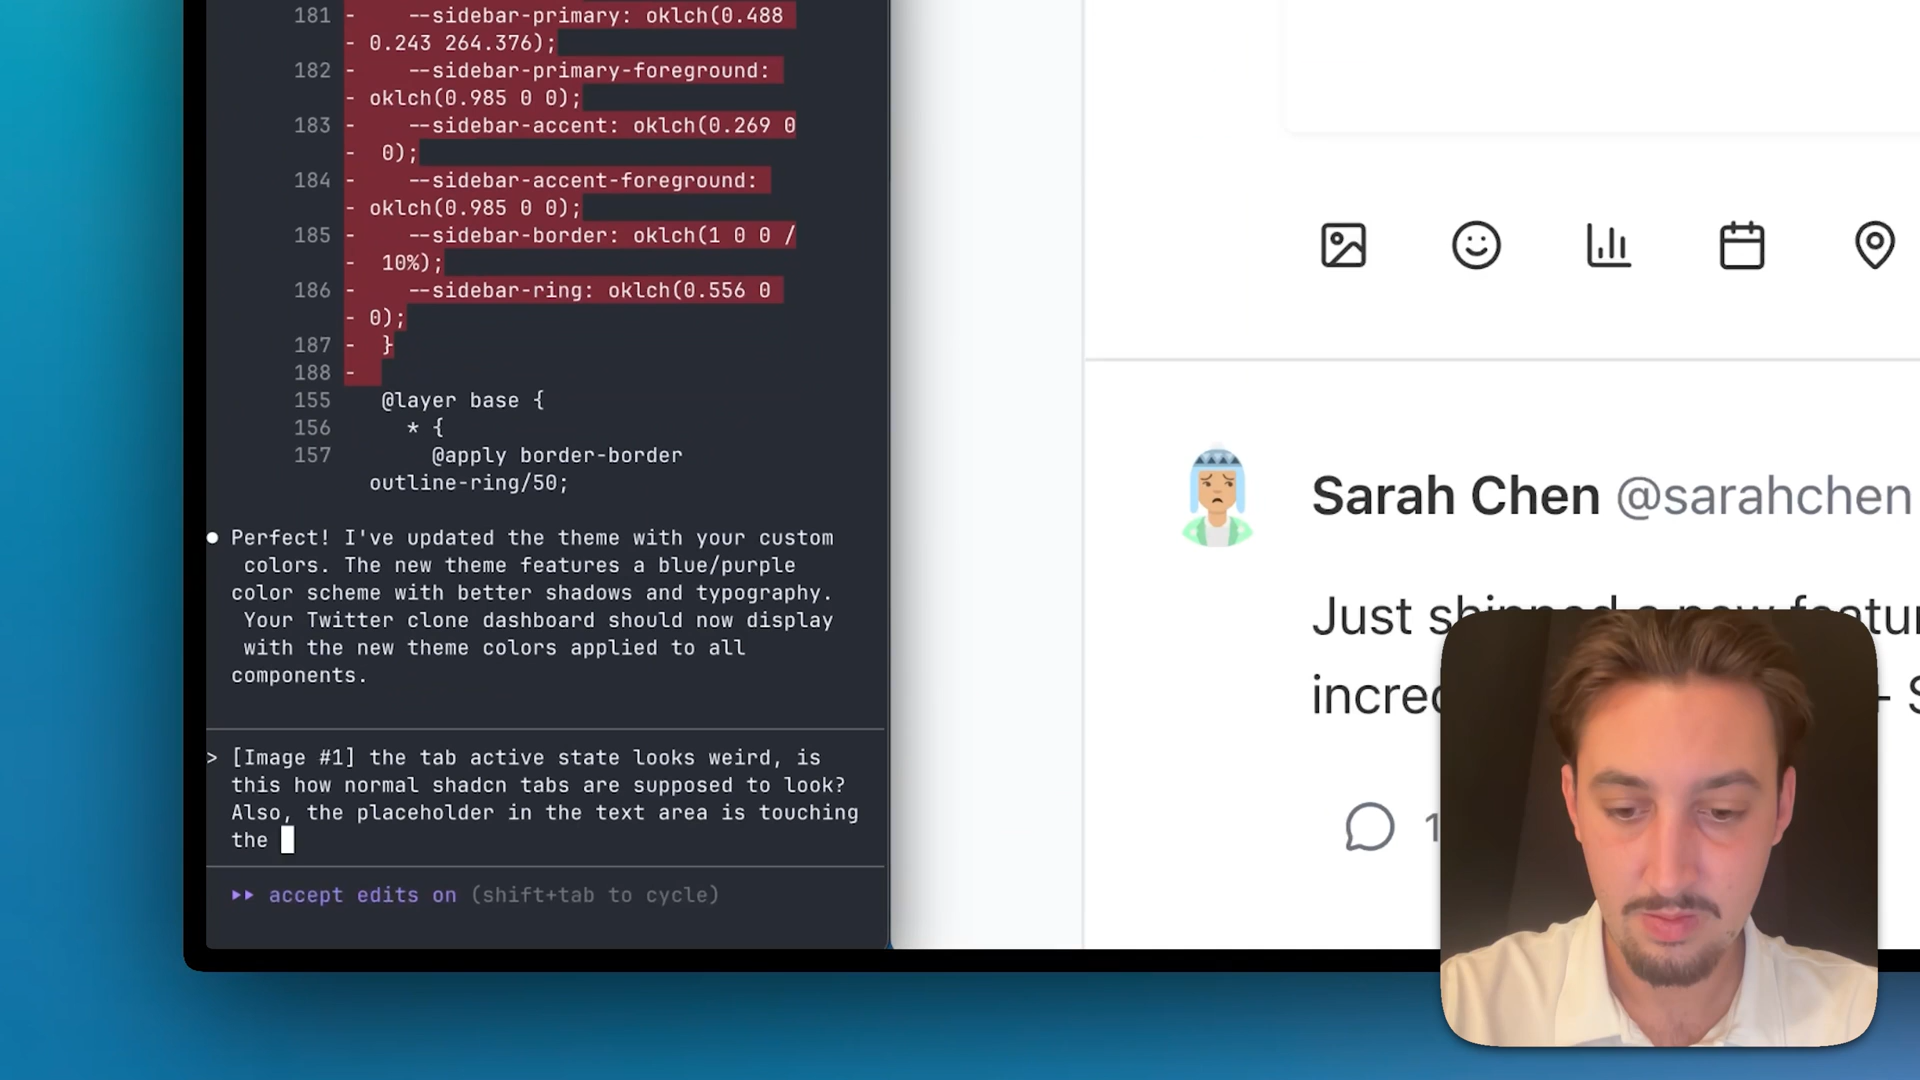 181 -    --sidebar-primary: oklch(0.488
- 0.243 264.376);
182 -    --sidebar-primary-foreground:
- oklch(0.985 0 0);
183 -    --sidebar-accent: oklch(0.269 0
-  0);
184 -    --sidebar-accent-foreground:
- oklch(0.985 0 0);
185 -    --sidebar-border: oklch(1 0 0 /
-  10%);
186 -    --sidebar-ring: oklch(0.556 0
- 0);
187 -  }
188 -
155    @layer base {
156      * {
157        @apply border-border
outline-ring/50;
● Perfect! I've updated the theme with your custom
colors. The new theme features a blue/purple
color scheme with better shadows and typography.
Your Twitter clone dashboard should now display
with the new theme colors applied to all
components.
> [Image #1] the tab active state looks weird, is
this how normal shadcn tabs are supposed to look?
Also, the placeholder in the text area is touching
the
accept edits on (shift+tab to cycle)
Sarah Chen @sarahchen
Just shipped a new
1